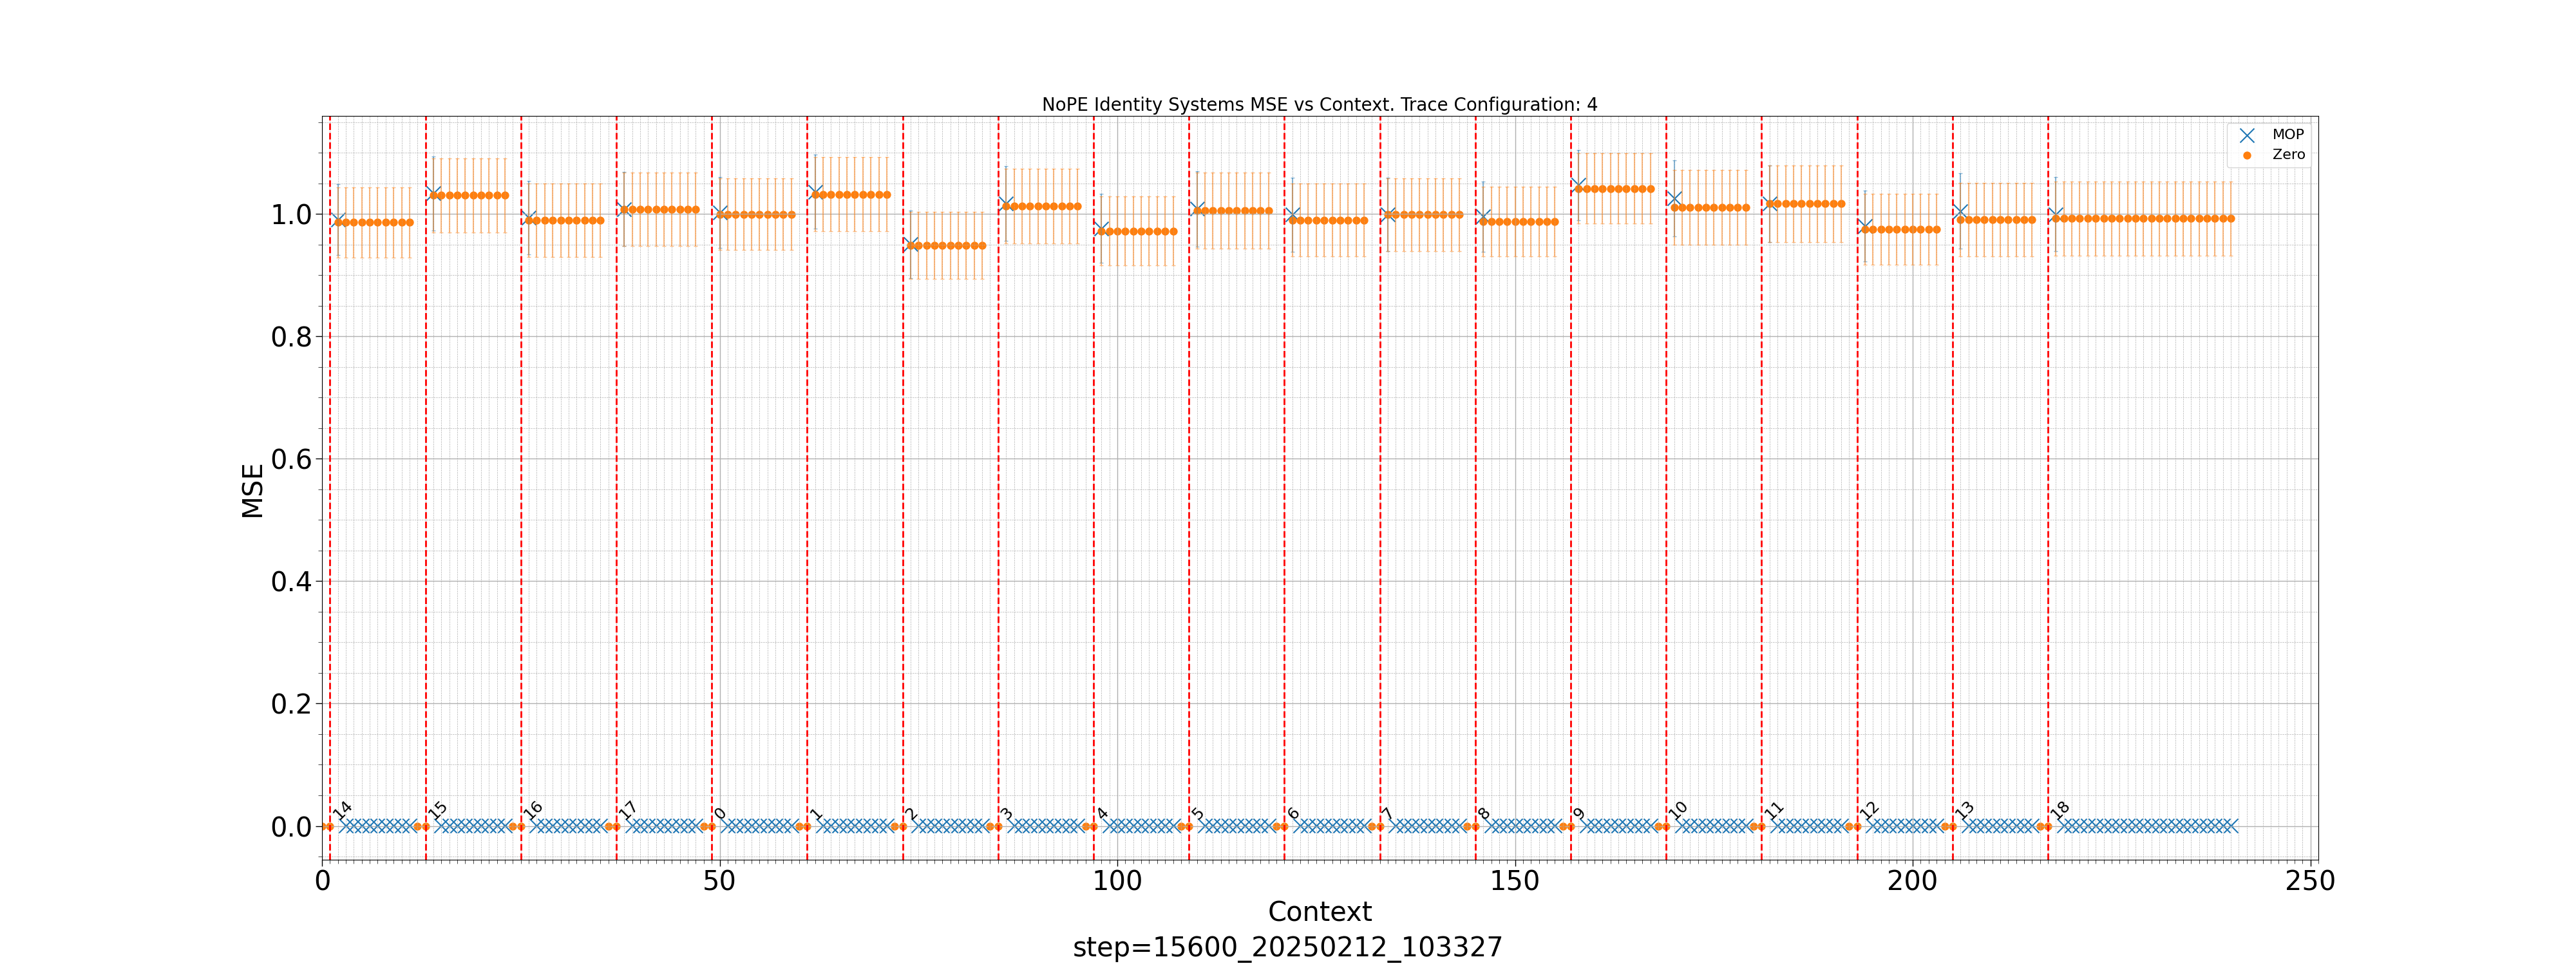 NoPE Identity Systems MSE vs Context. Trace Configuration: 4
MOP
Zero
1.0
0.8
0.6
0.4
0.2
0.0
MSE
14 15 16 17 0 1 2 3 4 5 6 7 8 9 10 11 12 13 18
0 50 100 150 200 250
Context
step=15600_20250212_103327